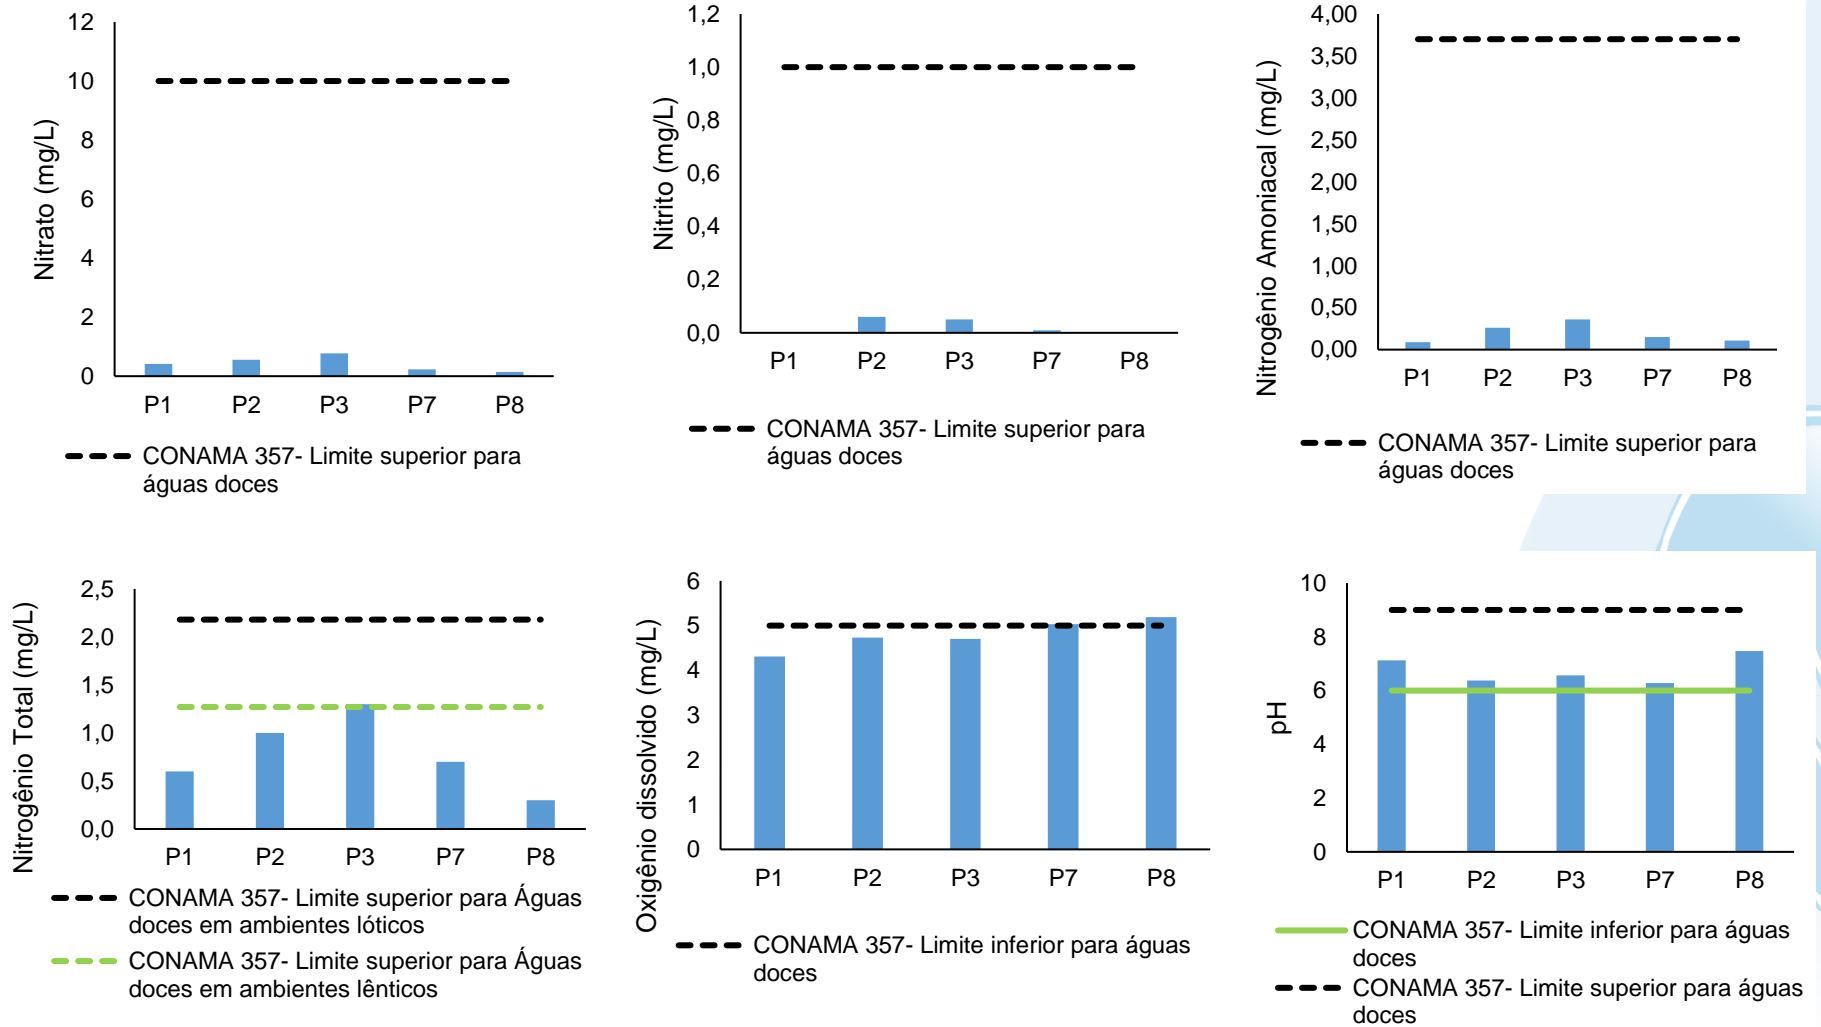 Nitrato (mg/L)
12
10
8
6
4
2
0
P1 P2 P3 P7 P8
CONAMA 357- Limite superior para
águas doces
Nitrito (mg/L)
1,2
1,0
0,8
0,6
0,4
0,2
0,0
P1 P2 P3 P7 P8
CONAMA 357- Limite superior para
águas doces
Nitrogênio Amoniacal (mg/L)
4,00
3,50
3,00
2,50
2,00
1,50
1,00
0,50
0,00
P1 P2 P3 P7 P8
CONAMA 357- Limite superior para
águas doces
Nitrogênio Total (mg/L)
2,5
2,0
1,5
1,0
0,5
0,0
P1 P2 P3 P7 P8
CONAMA 357- Limite superior para Águas
doces em ambientes lóticos
CONAMA 357- Limite superior para Águas
doces em ambientes lênticos
Oxigênio dissolvido (mg/L)
6
5
4
3
2
1
0
P1 P2 P3 P7 P8
CONAMA 357- Limite inferior para águas
doces
pH
10
8
6
4
2
0
P1 P2 P3 P7 P8
CONAMA 357- Limite inferior para águas
doces
CONAMA 357- Limite superior para águas
doces